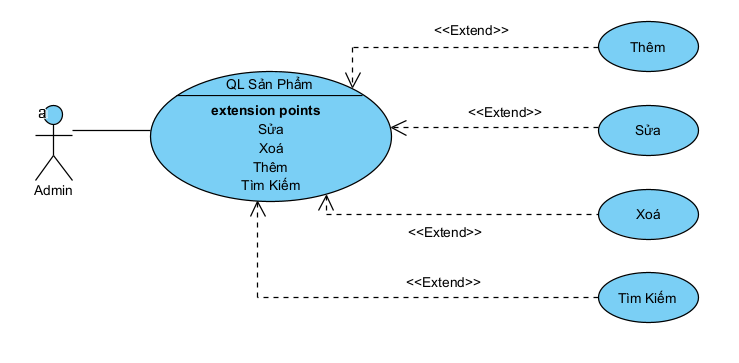 <<Extend>>
Thêm
QL Sản Phẩm
extension points
Sửa
Xoá
Thêm
Tìm Kiếm
a
Admin
<<Extend>>
Sửa
Xoá
<<Extend>>
<<Extend>>
Tìm Kiếm